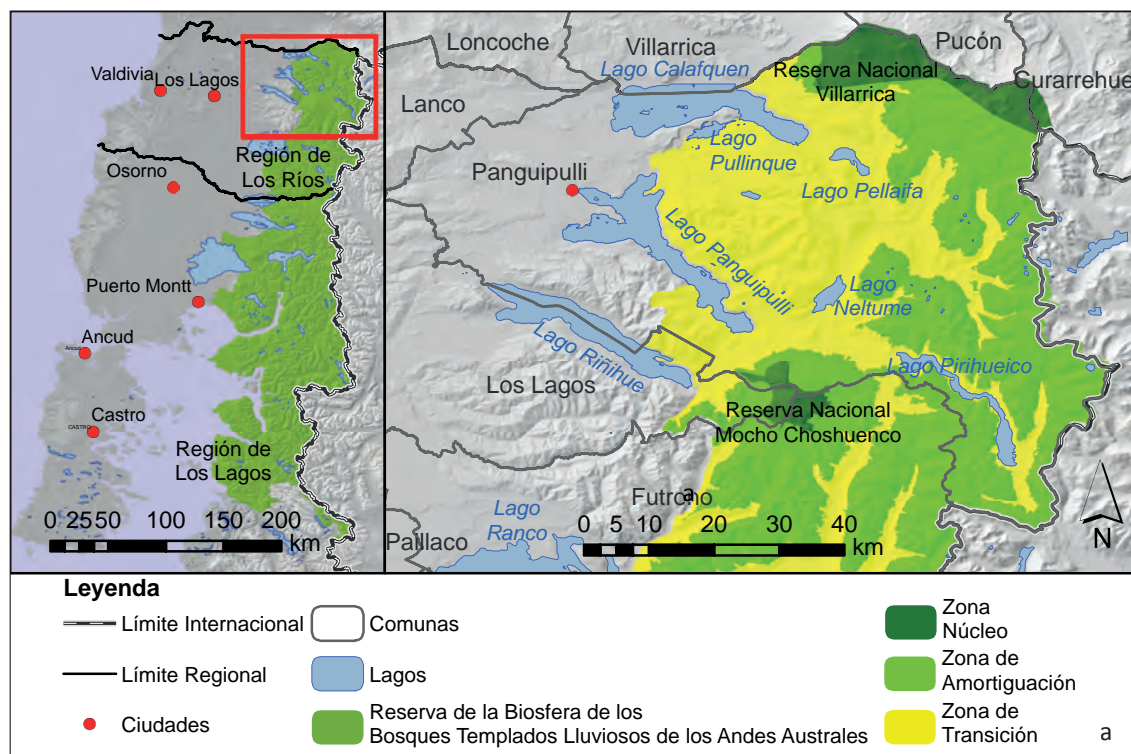 Valdivia
Los Lagos
Región de
Los Ríos
Osorno
Puerto Montt
Ancud
Ancud
Castro
CASTRO
Región de
Los Lagos
0 25 50 100 150 200
km
Loncoche
Villarrica
Pucón
Lago Calafquen
Reserva Nacional
Villarrica
Curarrehue
Lanco
Lago
Pullinque
Panguipulli
Lago Pellaifa
Lago Panguipulli
Lago
Neltume
Lago Riñihue
Lago Pirihueico
Los Lagos
Reserva Nacional
Mocho Choshuenco
a
Futrono
Lago
Ranco
Paillaco
0 5 10 20 30 40
km
N
Leyenda
Límite Internacional
Límite Regional
Ciudades
Comunas
Lagos
Reserva de la Biosfera de los
Bosques Templados Lluviosos de los Andes Australes
Zona
Núcleo
Zona de
Amortiguación
Zona de
Transición
a